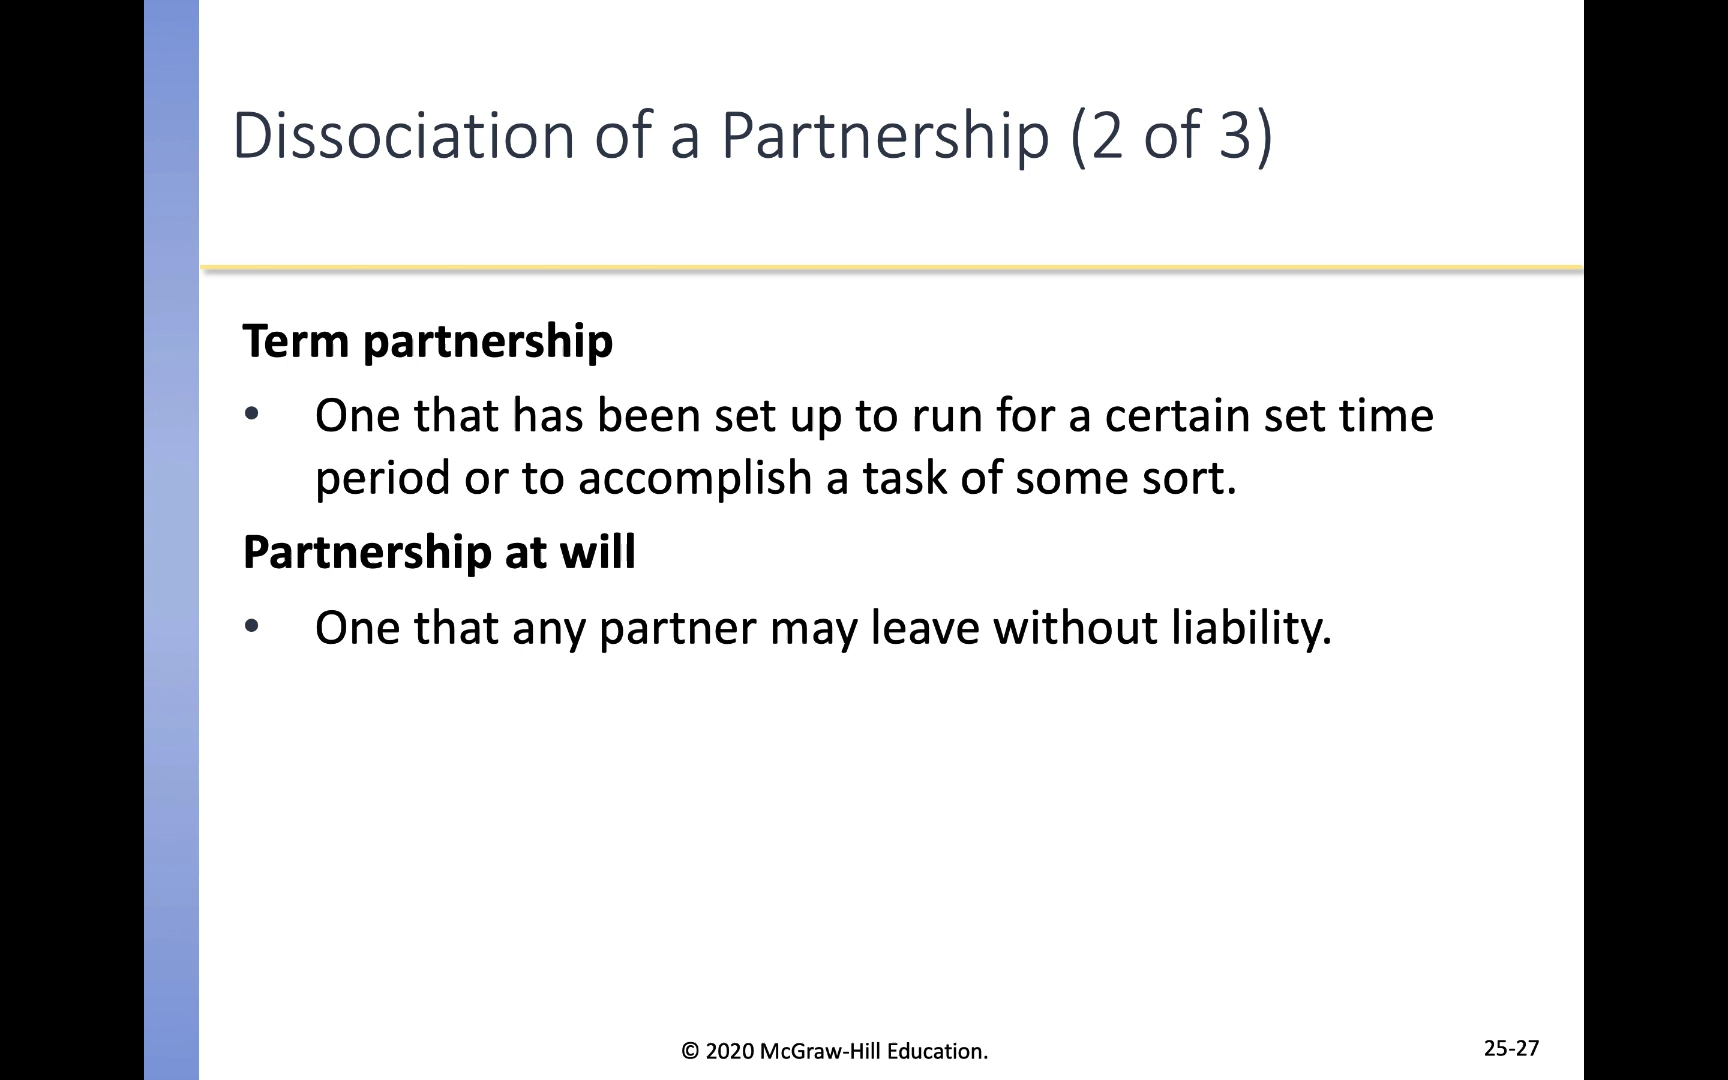 Dissociation of a Partnership (2 of 3)
Term partnership
• One that has been set up to run for a certain set time
period or to accomplish a task of some sort.
Partnership at will
• One that any partner may leave without liability.
© 2020 McGraw-Hill Education.
25-27